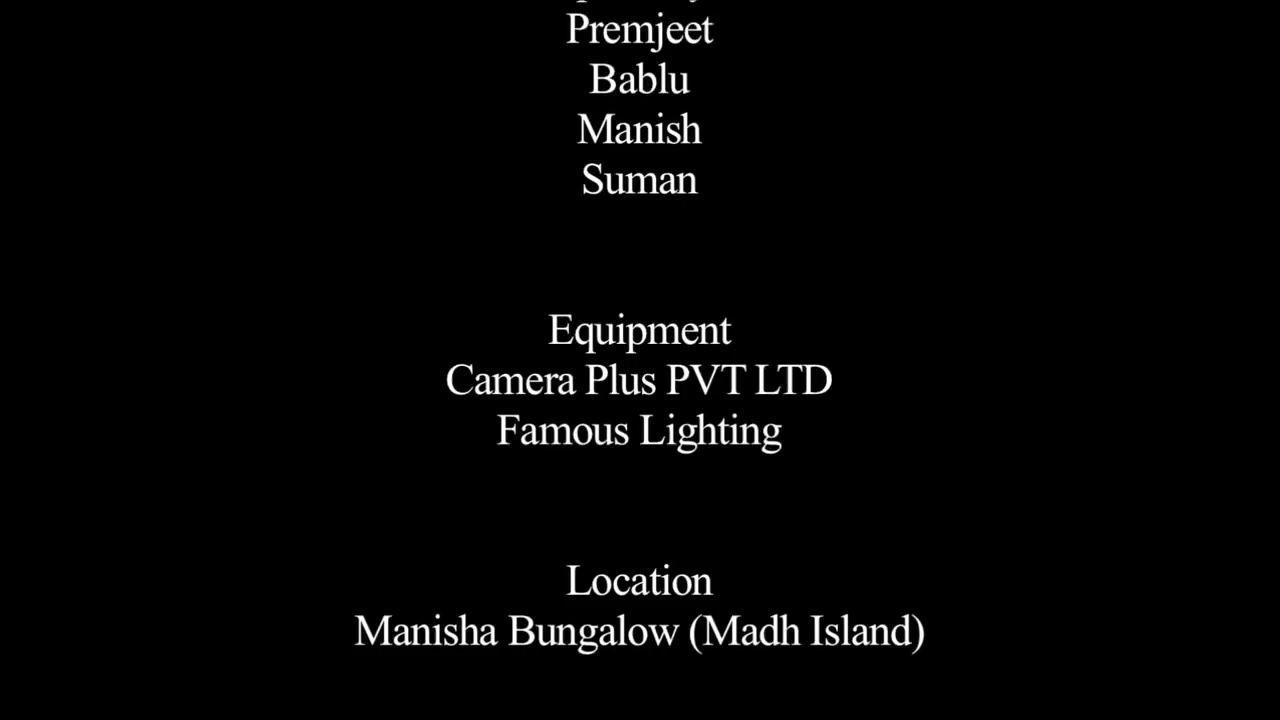 Premjeet
Bablu
Manish
Suman
Equipment
Camera Plus PVT LTD
Famous Lighting
Location
Manisha Bungalow (Madh Island)